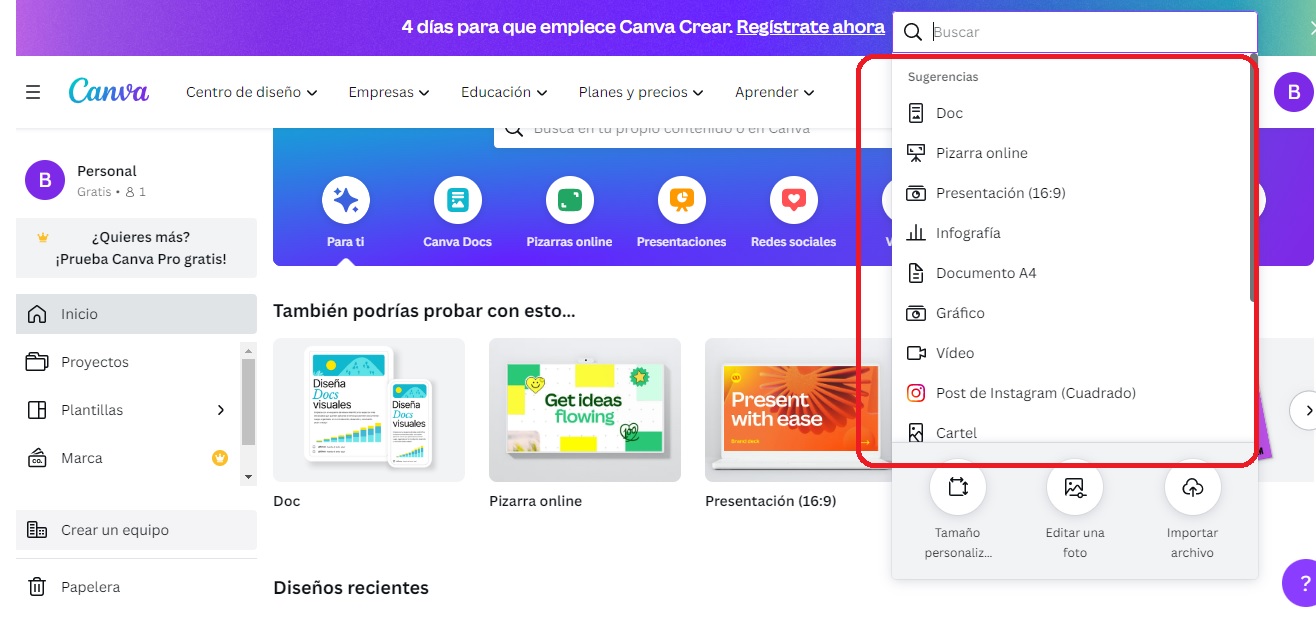 4 días para que empiece Canva Crear. Regístrate ahora
Buscar
Canva
Centro de diseño
Empresas
Educación
Planes y precios
Aprender
B
B
Personal
Gratis • 1
¿Quieres más?
¡Prueba Canva Pro gratis!
Inicio
Proyectos
Plantillas
Marca
Crear un equipo
Papelera
Busca en tu propio contenido o en Canva
Para ti
Canva Docs
Pizarras online
Presentaciones
Redes sociales
También podrías probar con esto...
Diseña
Docs
visuales
Diseña
Docs
visuales
Doc
Get ideas
flowing
Pizarra online
Present
with ease
Presentación (16:9)
Diseños recientes
Sugerencias
Doc
Pizarra online
Presentación (16:9)
Infografía
Documento A4
Gráfico
Vídeo
Post de Instagram (Cuadrado)
Cartel
Tamaño
personaliz...
Editar una
foto
Importar
archivo
?